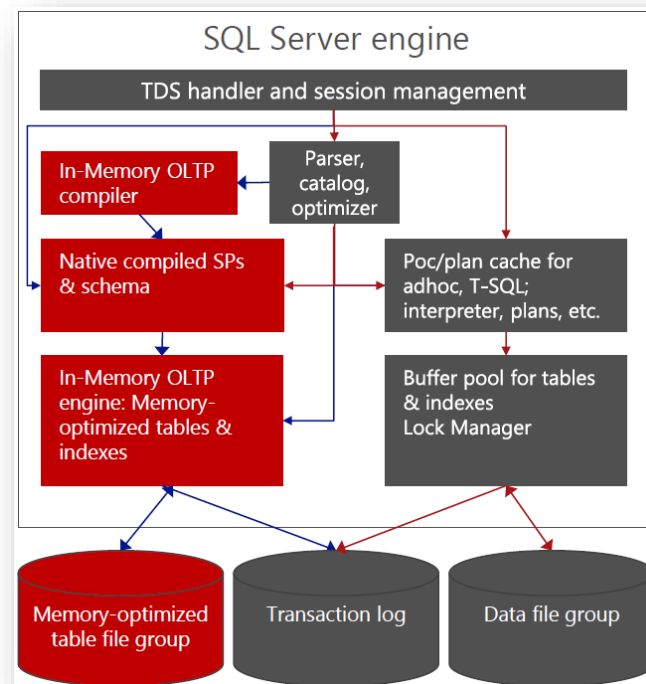 SQL Server engine
TDS handler and session management
In-Memory OLTP
compiler
Parser,
catalog,
optimizer
Native compiled SPs
& schema
Poc/plan cache for
adhoc, T-SQL;
interpreter, plans, etc.
In-Memory OLTP
engine: Memory-
optimized tables &
indexes
Buffer pool for tables
& indexes
Lock Manager
Memory-optimized
table file group
Transaction log
Data file group